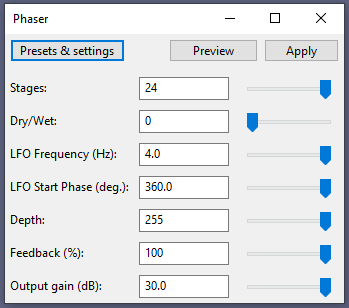 Phaser
Presets & settings Preview Apply
Stages: 24
Dry/Wet: 0
LFO Frequency (Hz): 4.0
LFO Start Phase (deg.): 360.0
Depth: 255
Feedback (%): 100
Output gain (dB): 30.0